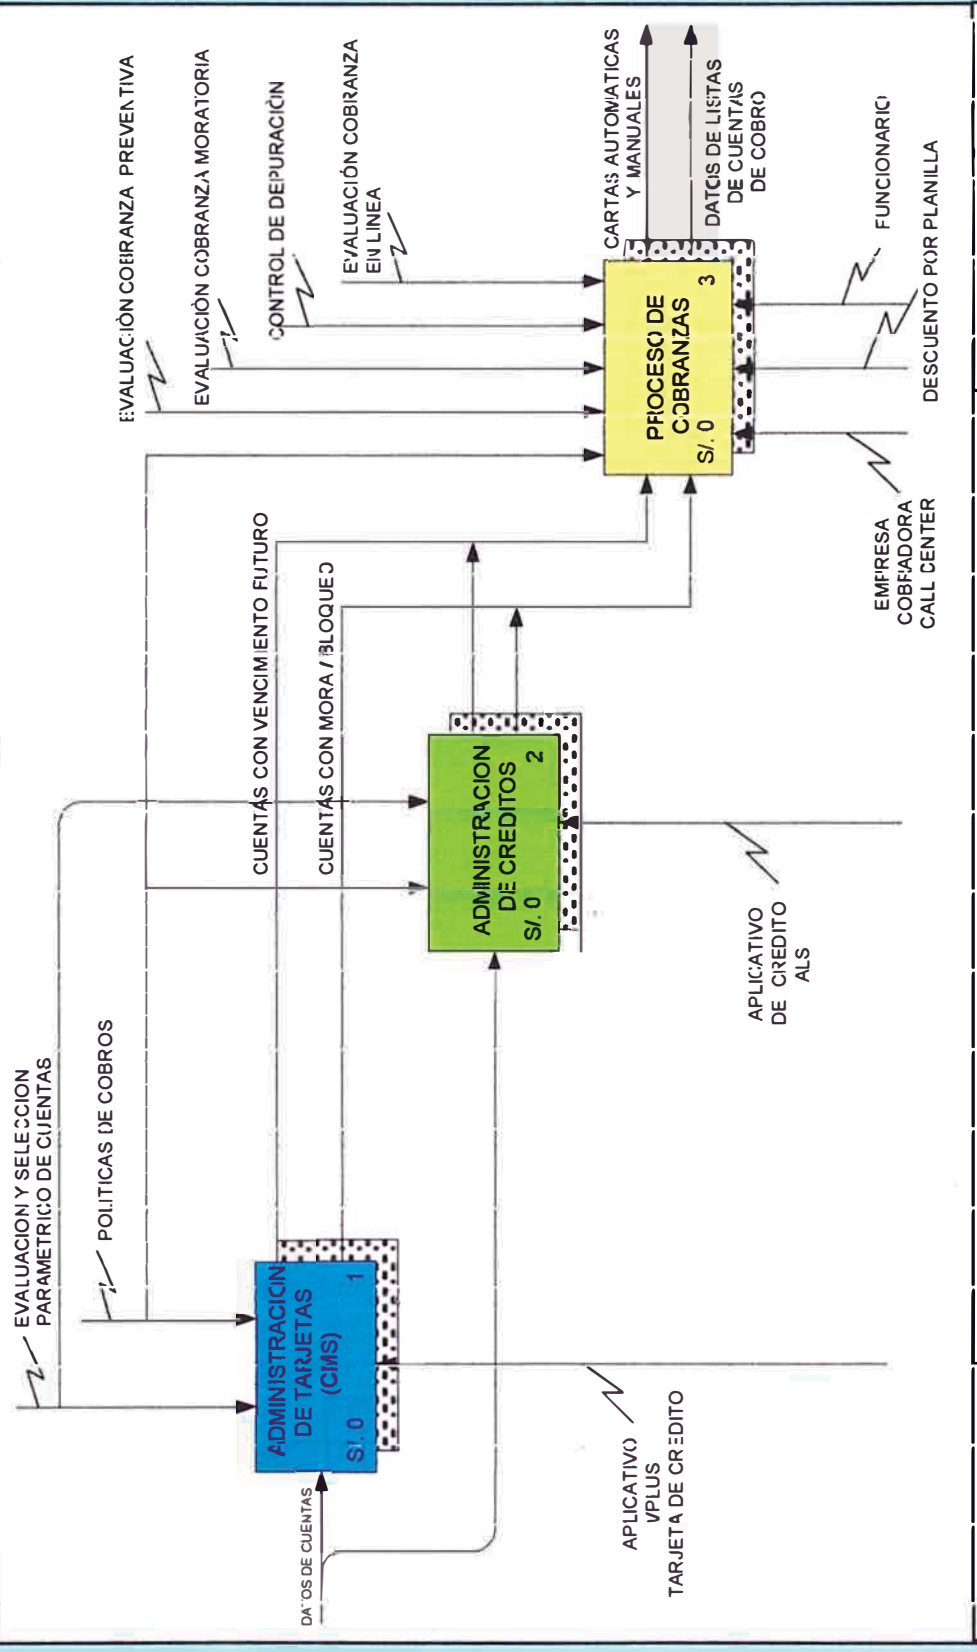 EVALUACION Y SELECCION
PARAMETRICO DE CUENTAS
POLITICAS DE COBROS
EVALUACIÓN COBRANZA PREVENTIVA
EVALUACIÓN COBRANZA MORATORIA
CONTROL DE DEPURACIÓN
EVALUACIÓN COBRANZA
EN LINEA
CUENTAS CON VENCIMIENTO FUTURO
CUENTAS CON MORA / BLOQUEO
DATOS DE CUENTAS
ADMINISTRACION
DE TARJETAS
(CMS)
S/. 0
1
ADMINISTRACION
DE CREDITOS
S/. 0
2
PROCESO DE
COBRANZAS
S/. 0
3
CARTAS AUTOMATICAS
Y MANUALES
DATOS DE LISTAS
DE CUENTAS
DE COBRO
APLICATIVO
VPLUS
TARJETA DE CREDITO
APLICATIVO
DE CREDITO
ALS
EMPRESA
COBRADORA
CALL CENTER
FUNCIONARIO
DESCUENTO POR PLANILLA